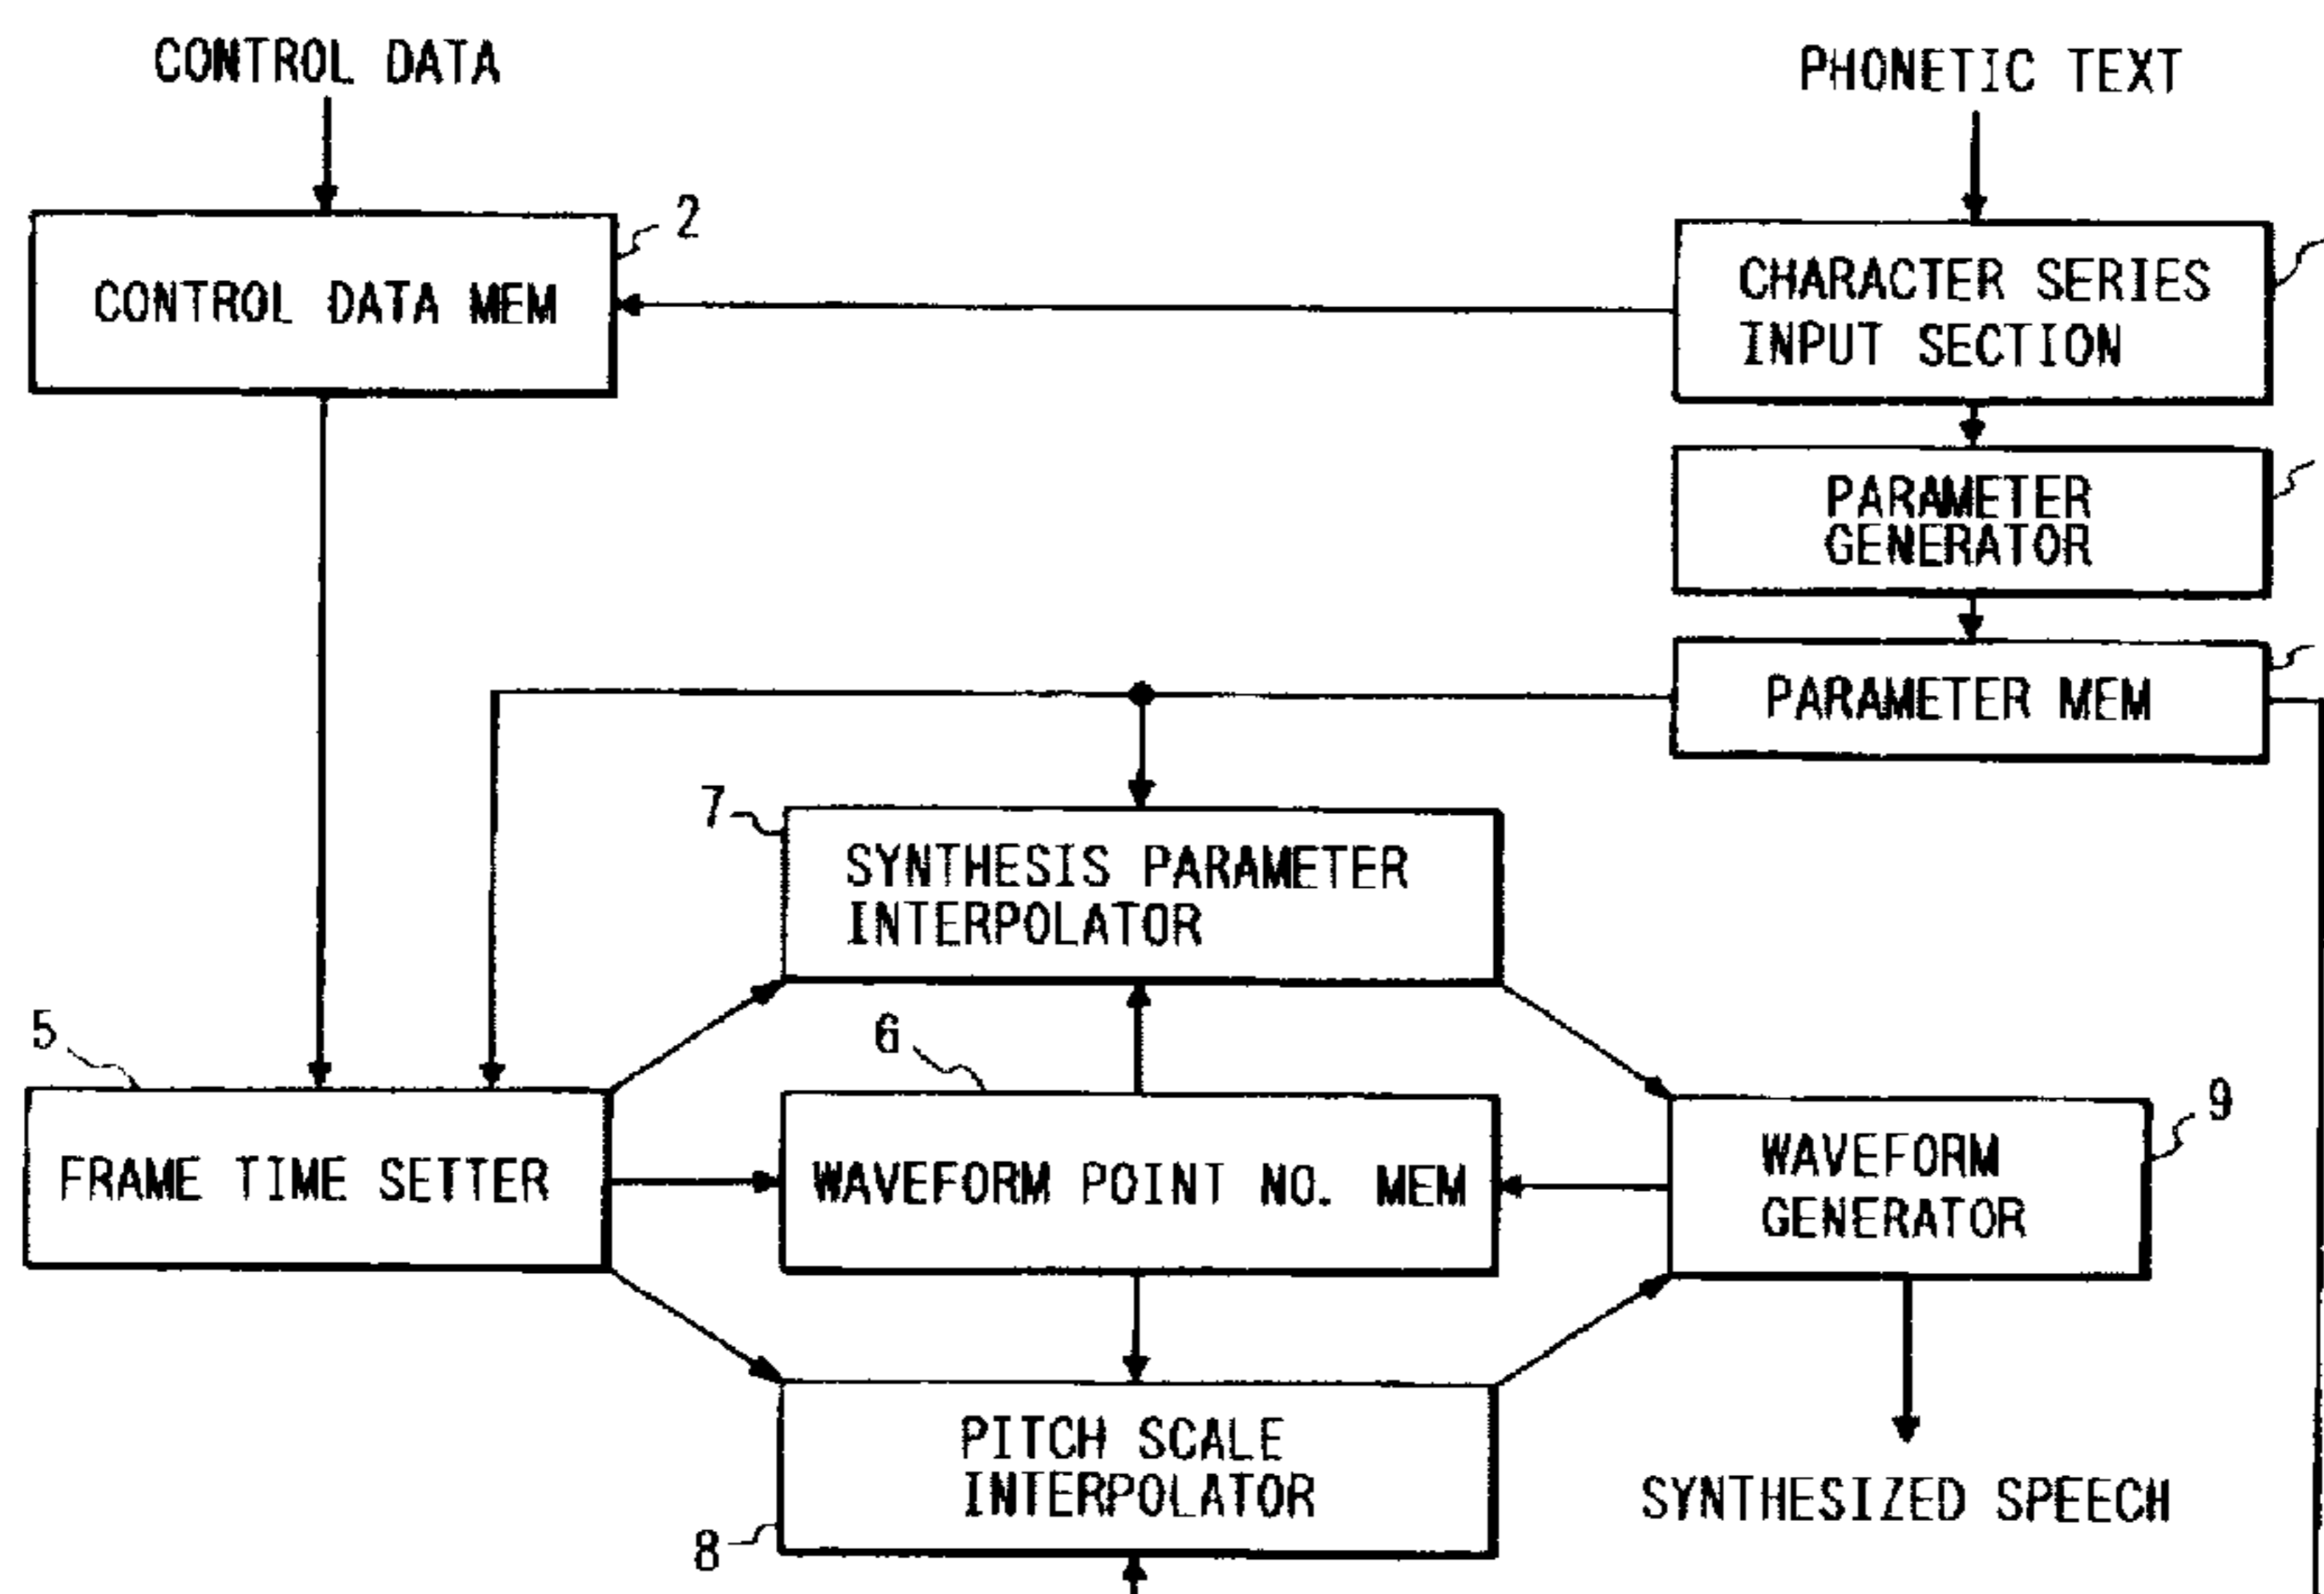 CONTROL DATA
PHONETIC TEXT
2
CONTROL DATA MEM
CHARACTER SERIES
INPUT SECTION
PARAMETER
GENERATOR
PARAMETER MEM
7
SYNTHESIS PARAMETER
INTERPOLATOR
5
6
FRAME TIME SETTER
WAVEFORM POINT NO. MEM
9
WAVEFORM
GENERATOR
PITCH SCALE
INTERPOLATOR
8
SYNTHESIZED SPEECH